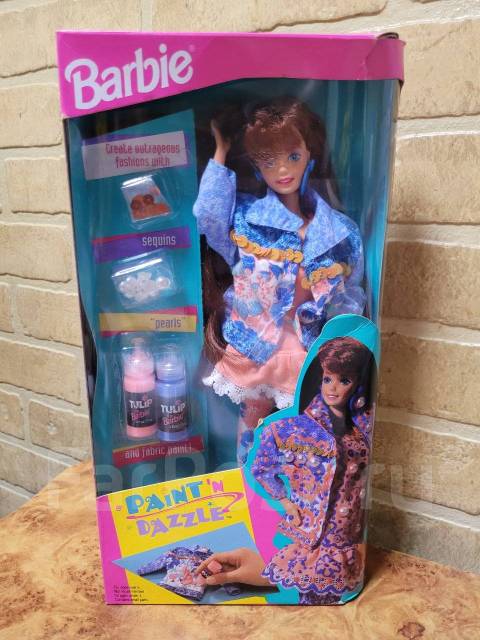 Barbie
Create outrageous
fashions with
sequins
"pearls"
TULIP
Barbie
TULIP
Barbie
and fabric paint!
PAINT 'N
DAZZLE